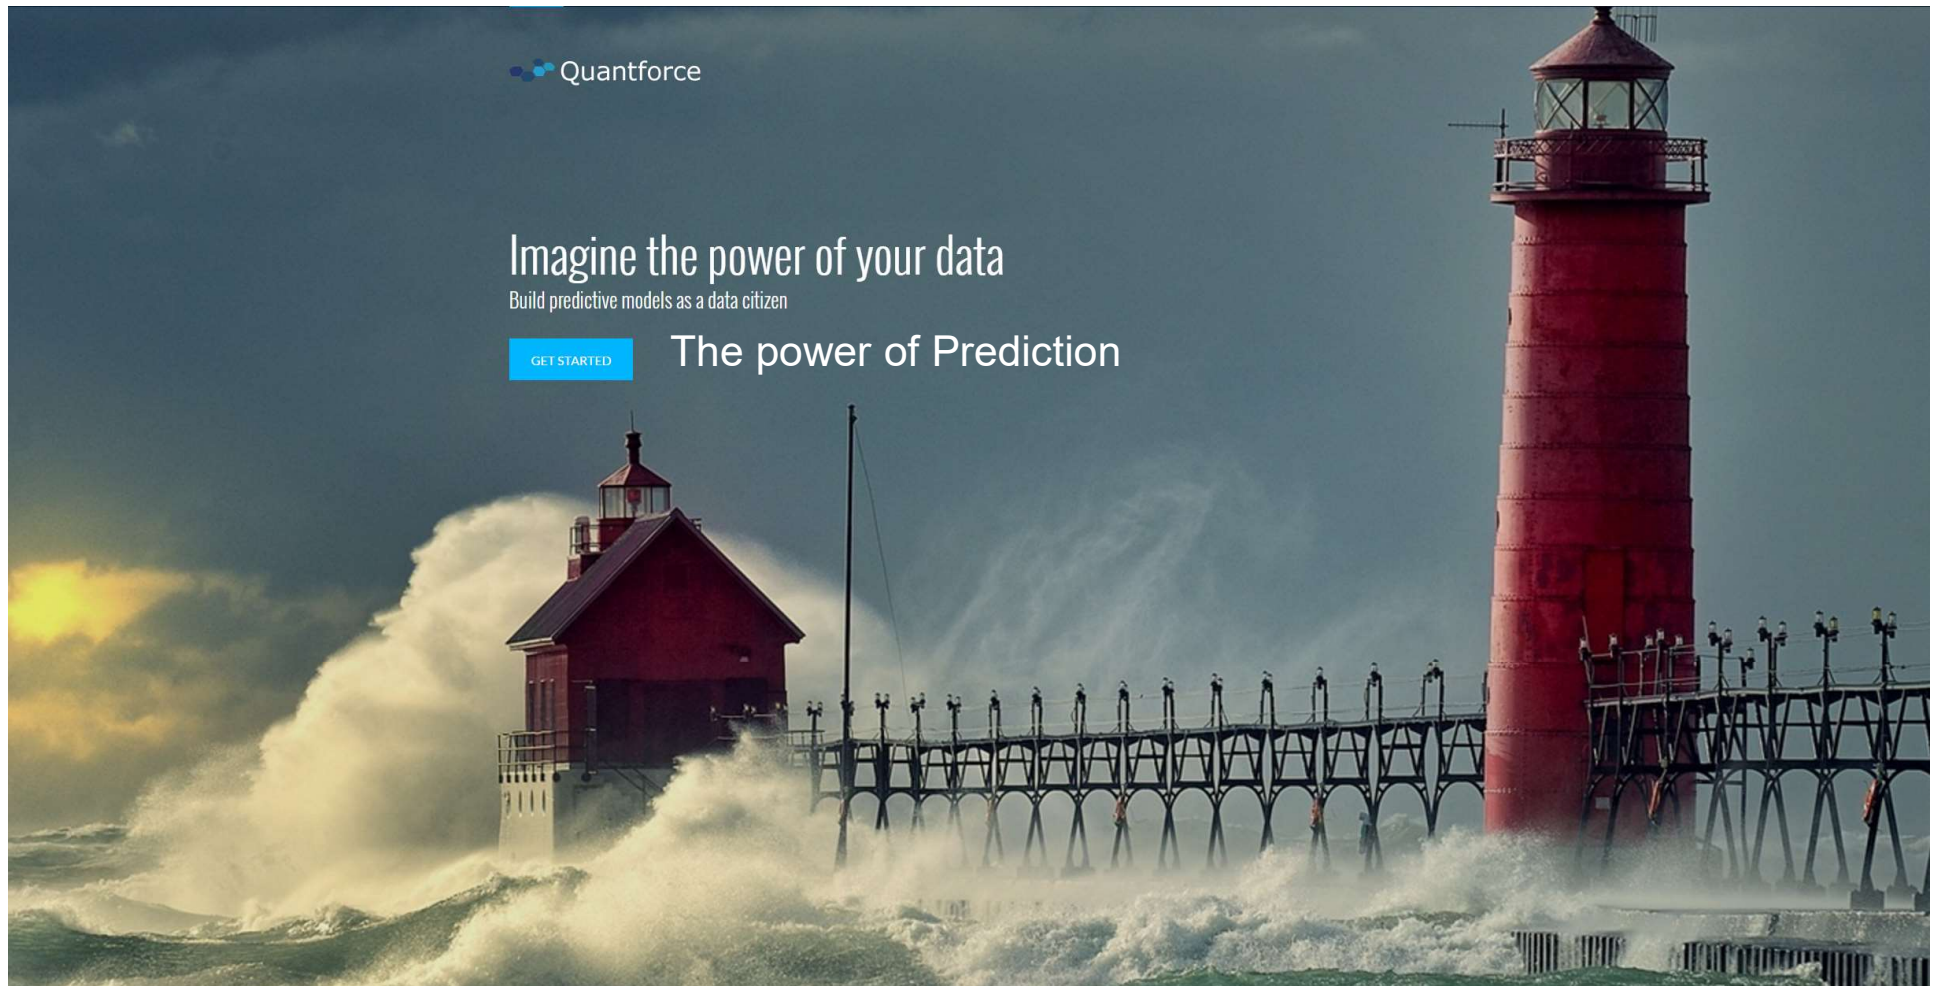 Quantforce
Imagine the power of your data
Build predictive models as a data citizen
GET STARTED
The power of Prediction